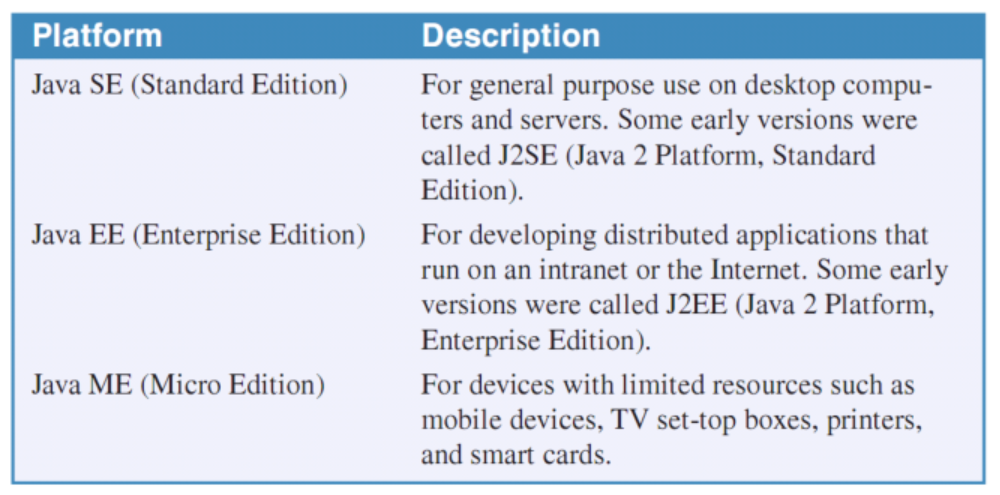 Platform Description
Java SE (Standard Edition) For general purpose use on desktop compu-
ters and servers. Some early versions were
called J2SE (Java 2 Platform, Standard
Edition).
Java EE (Enterprise Edition) For developing distributed applications that
run on an intranet or the Internet. Some early
versions were called J2EE (Java 2 Platform,
Enterprise Edition).
Java ME (Micro Edition) For devices with limited resources such as
mobile devices, TV set-top boxes, printers,
and smart cards.